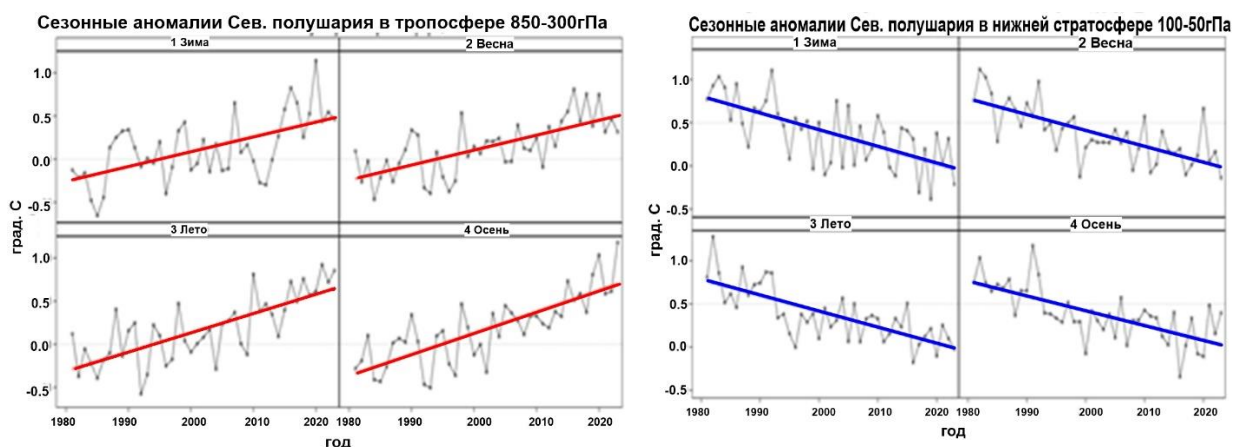 Сезонные аномалии Сев. полушария в тропосфере 850-300гПа
1 Зима
2 Весна
1.0
0.5
0.0
-0.5
град. С
3 Лето
4 Осень
1.0
0.5
0.0
-0.5
1980 1990 2000 2010 2020 1980 1990 2000 2010 2020
год
Сезонные аномалии Сев. полушария в нижней стратосфере 100-50гПа
1 Зима
2 Весна
1.0
0.5
0.0
-0.5
град. С
3 Лето
4 Осень
1.0
0.5
0.0
-0.5
1980 1990 2000 2010 2020 1980 1990 2000 2010 2020
год